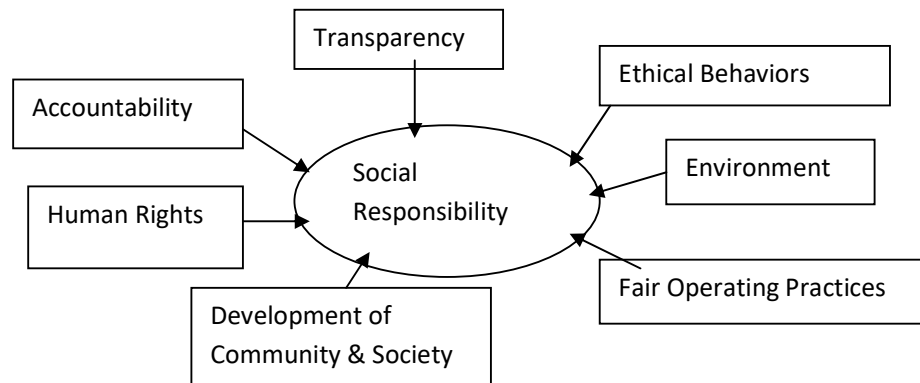 Transparency
Ethical Behaviors
Accountability
Social
Responsibility
Environment
Human Rights
Fair Operating Practices
Development of
Community & Society